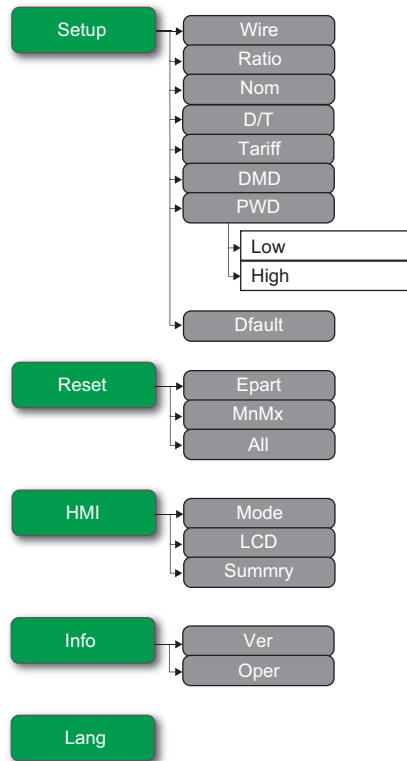 Setup
Wire
Ratio
Nom
D/T
Tariff
DMD
PWD
Low
High
Dfault
Reset
Epart
MnMx
All
HMI
Mode
LCD
Summry
Info
Ver
Oper
Lang